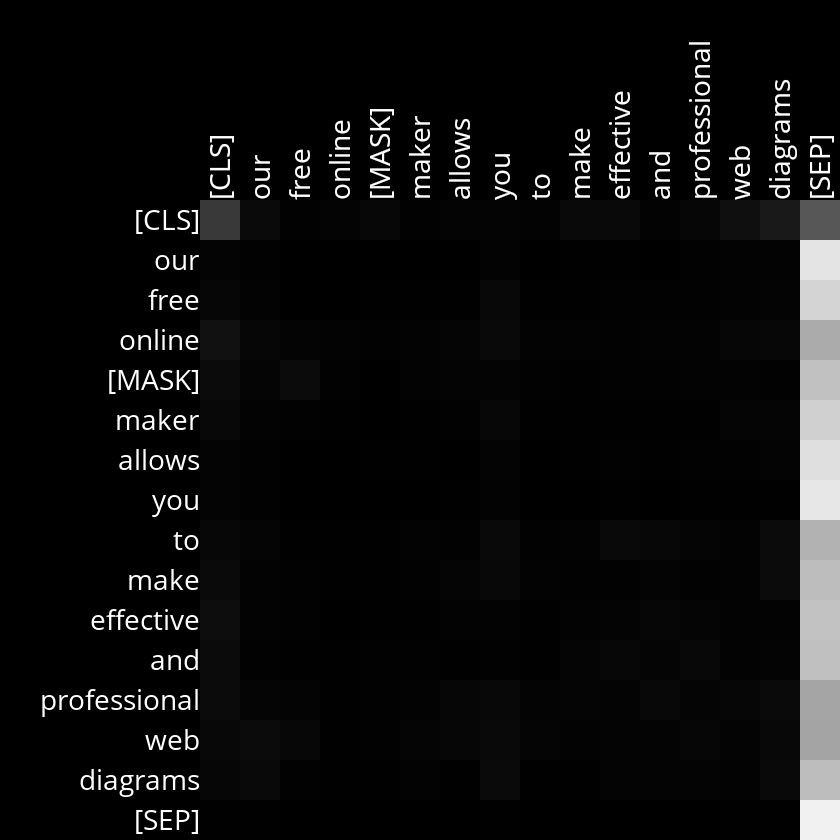 [CLS] our free online [MASK] maker allows you to make effective and professional web diagrams [SEP]
[CLS]
our
free
online
[MASK]
maker
allows
you
to
make
effective
and
professional
web
diagrams
[SEP]